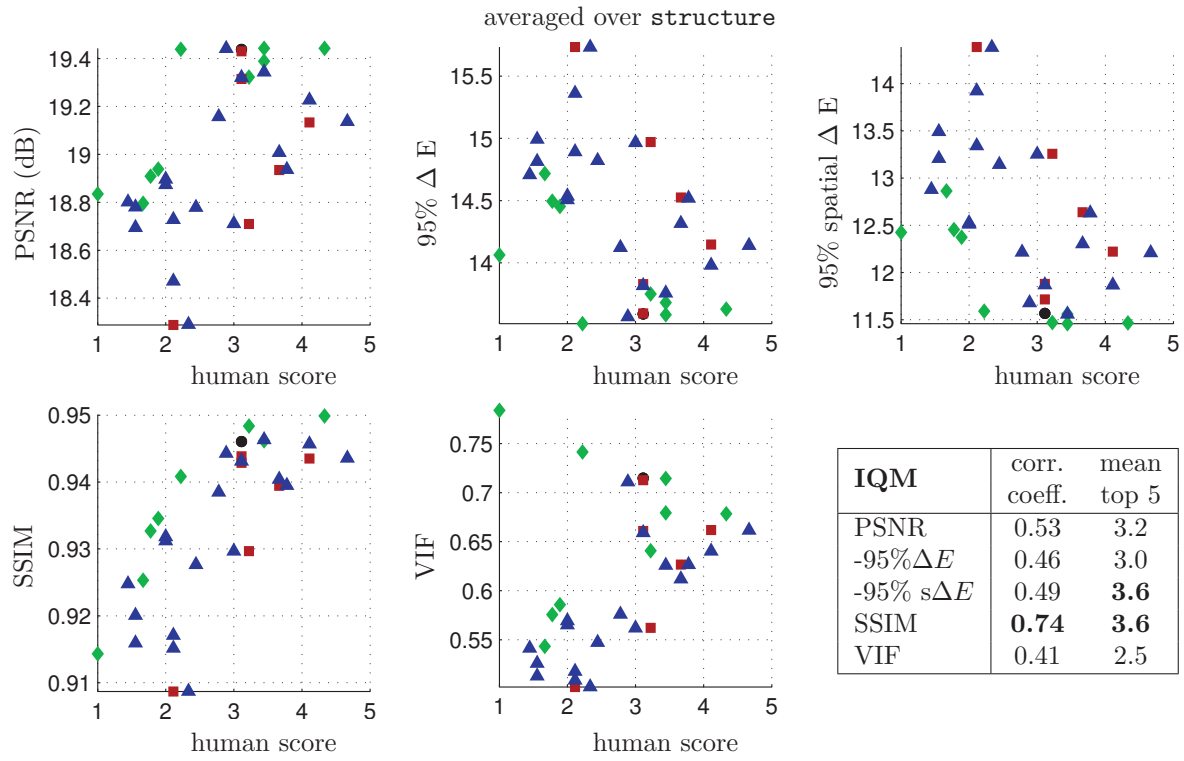 averaged over structure
PSNR (dB)
19.4
19.2
19
18.8
18.6
18.4
1 2 3 4 5
human score
95% Δ E
15.5
15
14.5
14
1 2 3 4 5
human score
95% spatial Δ E
14
13.5
13
12.5
12
11.5
1 2 3 4 5
human score
SSIM
0.95
0.94
0.93
0.92
0.91
1 2 3 4 5
human score
VIF
0.75
0.7
0.65
0.6
0.55
1 2 3 4 5
human score
IQM corr. coeff. mean top 5
PSNR 0.53 3.2
-95%ΔE 0.46 3.0
-95% sΔE 0.49 3.6
SSIM 0.74 3.6
VIF 0.41 2.5